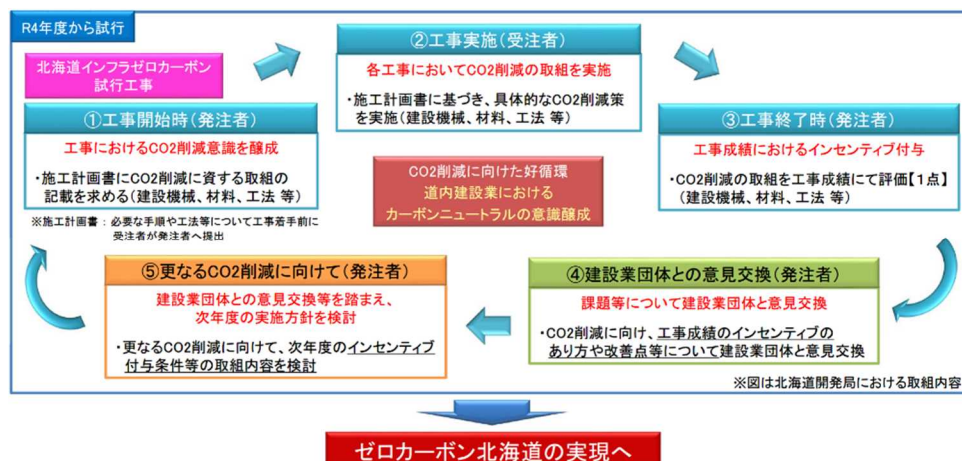 R4年度から試行
北海道インフラゼロカーボン
試行工事
①工事開始時(発注者)
工事におけるCO2削減意識を醸成
・施工計画書にCO2削減に資する取組の
記載を求める(建設機械、材料、工法 等)
※施工計画書:必要な手順や工法等について工事着手前に
受注者が発注者へ提出
②工事実施(受注者)
各工事においてCO2削減の取組を実施
・施工計画書に基づき、具体的なCO2削減策
を実施(建設機械、材料、工法 等)
③工事終了時(発注者)
工事成績におけるインセンティブ付与
・CO2削減の取組を工事成績にて評価【1点】
(建設機械、材料、工法 等)
CO2削減に向けた好循環
道内建設業における
カーボンニュートラルの意識醸成
④建設業団体との意見交換(発注者)
課題等について建設業団体と意見交換
・CO2削減に向け、工事成績のインセンティブの
あり方や改善点等について建設業団体と意見交換
⑤更なるCO2削減に向けて(発注者)
建設業団体との意見交換等を踏まえ、
次年度の実施方針を検討
・更なるCO2削減に向けて、次年度のインセンティブ
付与条件等の取組内容を検討
※図は北海道開発局における取組内容
ゼロカーボン北海道の実現へ